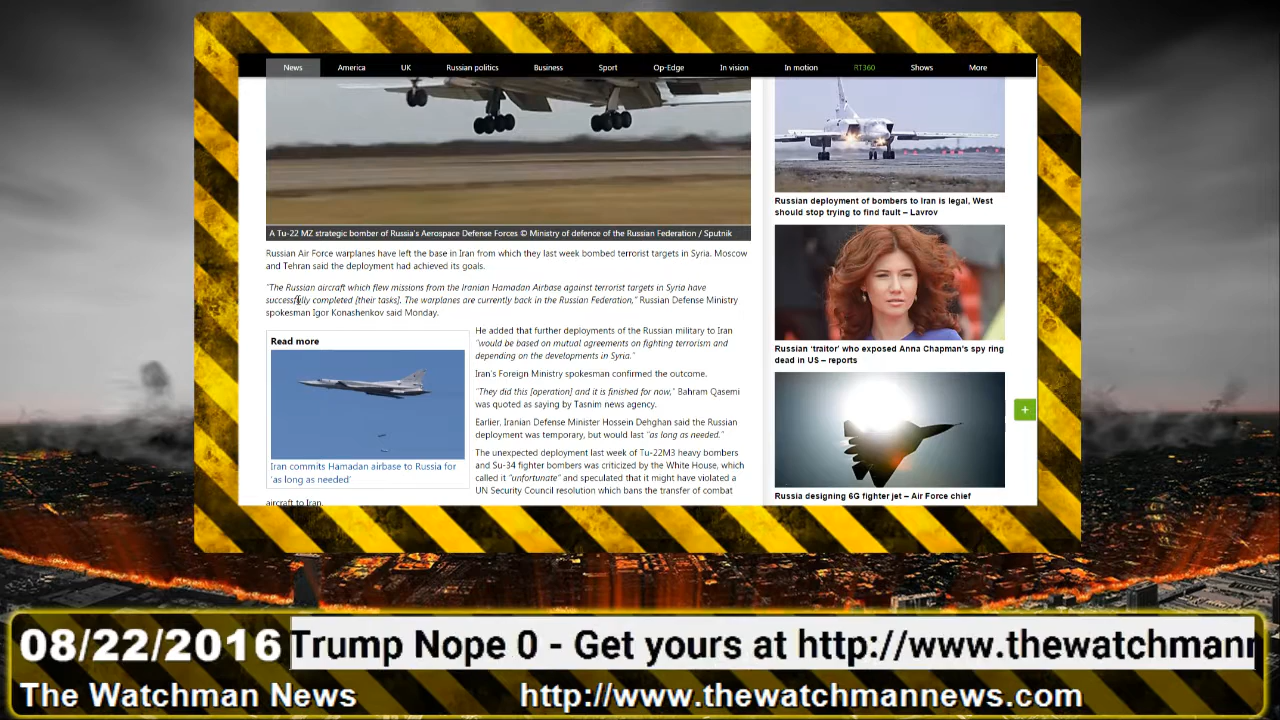 News America UK Russian politics Business Sport Op-Edge In vision In motion RT360 Shows More
A Tu-22 MZ strategic bomber of Russia's Aerospace Defense Forces © Ministry of defence of the Russian Federation / Sputnik
Russian Air Force warplanes have left the base in Iran from which they last week bombed terrorist targets in Syria. Moscow
and Tehran said the deployment had achieved its goals.
"The Russian aircraft which flew missions from the Iranian Hamadan Airbase against terrorist targets in Syria have
successfully completed [their tasks]. The warplanes are currently back in the Russian Federation," Russian Defense Ministry
spokesman Igor Konashenkov said Monday.
Read more
Iran commits Hamadan airbase to Russia for
'as long as needed'
He added that further deployments of the Russian military to Iran
"would be based on mutual agreements on fighting terrorism and
depending on the developments in Syria."
Iran's Foreign Ministry spokesman confirmed the outcome.
"They did this [operation] and it is finished for now," Bahram Qasemi
was quoted as saying by Tasnim news agency.
Earlier, Iranian Defense Minister Hossein Dehghan said the Russian
deployment was temporary, but would last "as long as needed."
The unexpected deployment last week of Tu-22M3 heavy bombers
and Su-34 fighter bombers was criticized by the White House, which
called it "unfortunate" and speculated that it might have violated a
UN Security Council resolution which bans the transfer of combat
aircraft to Iran.
Russian deployment of bombers to Iran is legal, West
should stop trying to find fault – Lavrov
Russian 'traitor' who exposed Anna Chapman's spy ring
dead in US – reports
+
Russia designing 6G fighter jet – Air Force chief
08/22/2016 Trump Nope 0 - Get yours at http://www.thewatchmann
The Watchman News http://www.thewatchmannews.com